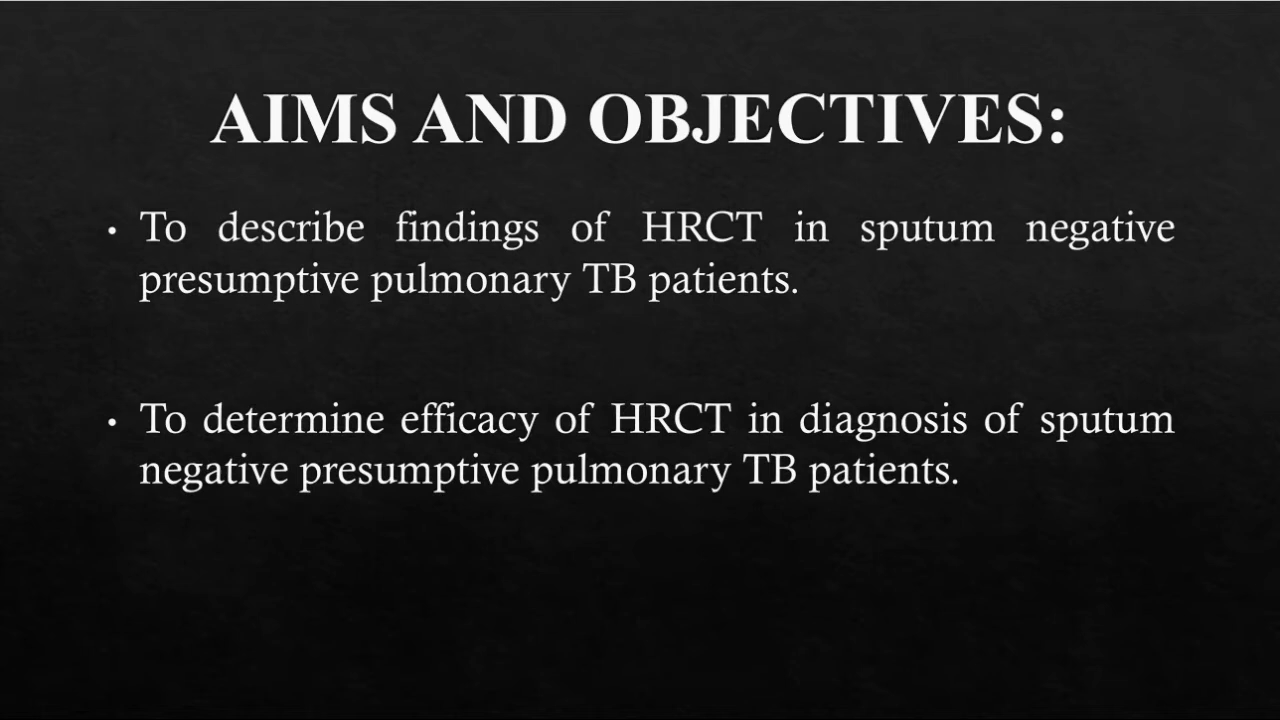 AIMS AND OBJECTIVES:
• To describe findings of HRCT in sputum negative
presumptive pulmonary TB patients.
• To determine efficacy of HRCT in diagnosis of sputum
negative presumptive pulmonary TB patients.